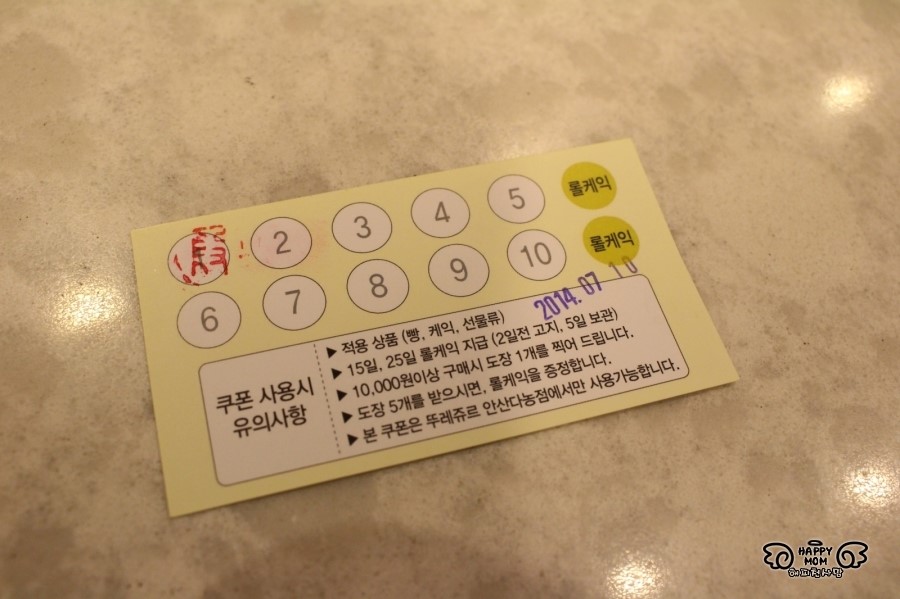 1 2 3 4 5 롤케익
6 7 8 9 10 롤케익
2014. 07 10
쿠폰 사용시
유의사항
▶ 적용 상품 (빵, 케익, 선물류)
▶ 15일, 25일 롤케익 지급 (2일전 고지, 5일 보관)
▶ 10,000원이상 구매시 도장 1개를 찍어 드립니다.
▶ 도장 5개를 받으시면, 롤케익을 증정합니다.
▶ 본 쿠폰은 뚜레쥬르 안산다농점에서만 사용가능합니다.
HAPPY
MOM
해피천사맘